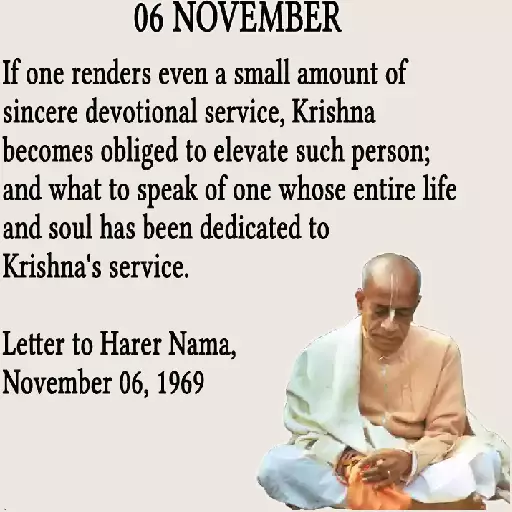 06 NOVEMBER
If one renders even a small amount of
sincere devotional service, Krishna
becomes obliged to elevate such person;
and what to speak of one whose entire life
and soul has been dedicated to
Krishna's service.
Letter to Harer Nama,
November 06, 1969